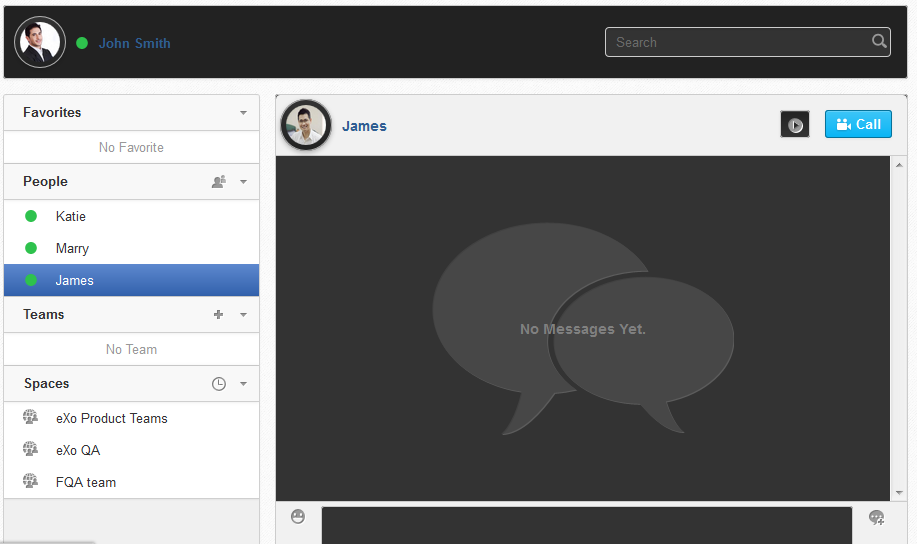 John Smith
Search
Favorites
No Favorite
People
Katie
Marry
James
Teams
No Team
Spaces
eXo Product Teams
eXo QA
FQA team
James
Call
No Messages Yet.